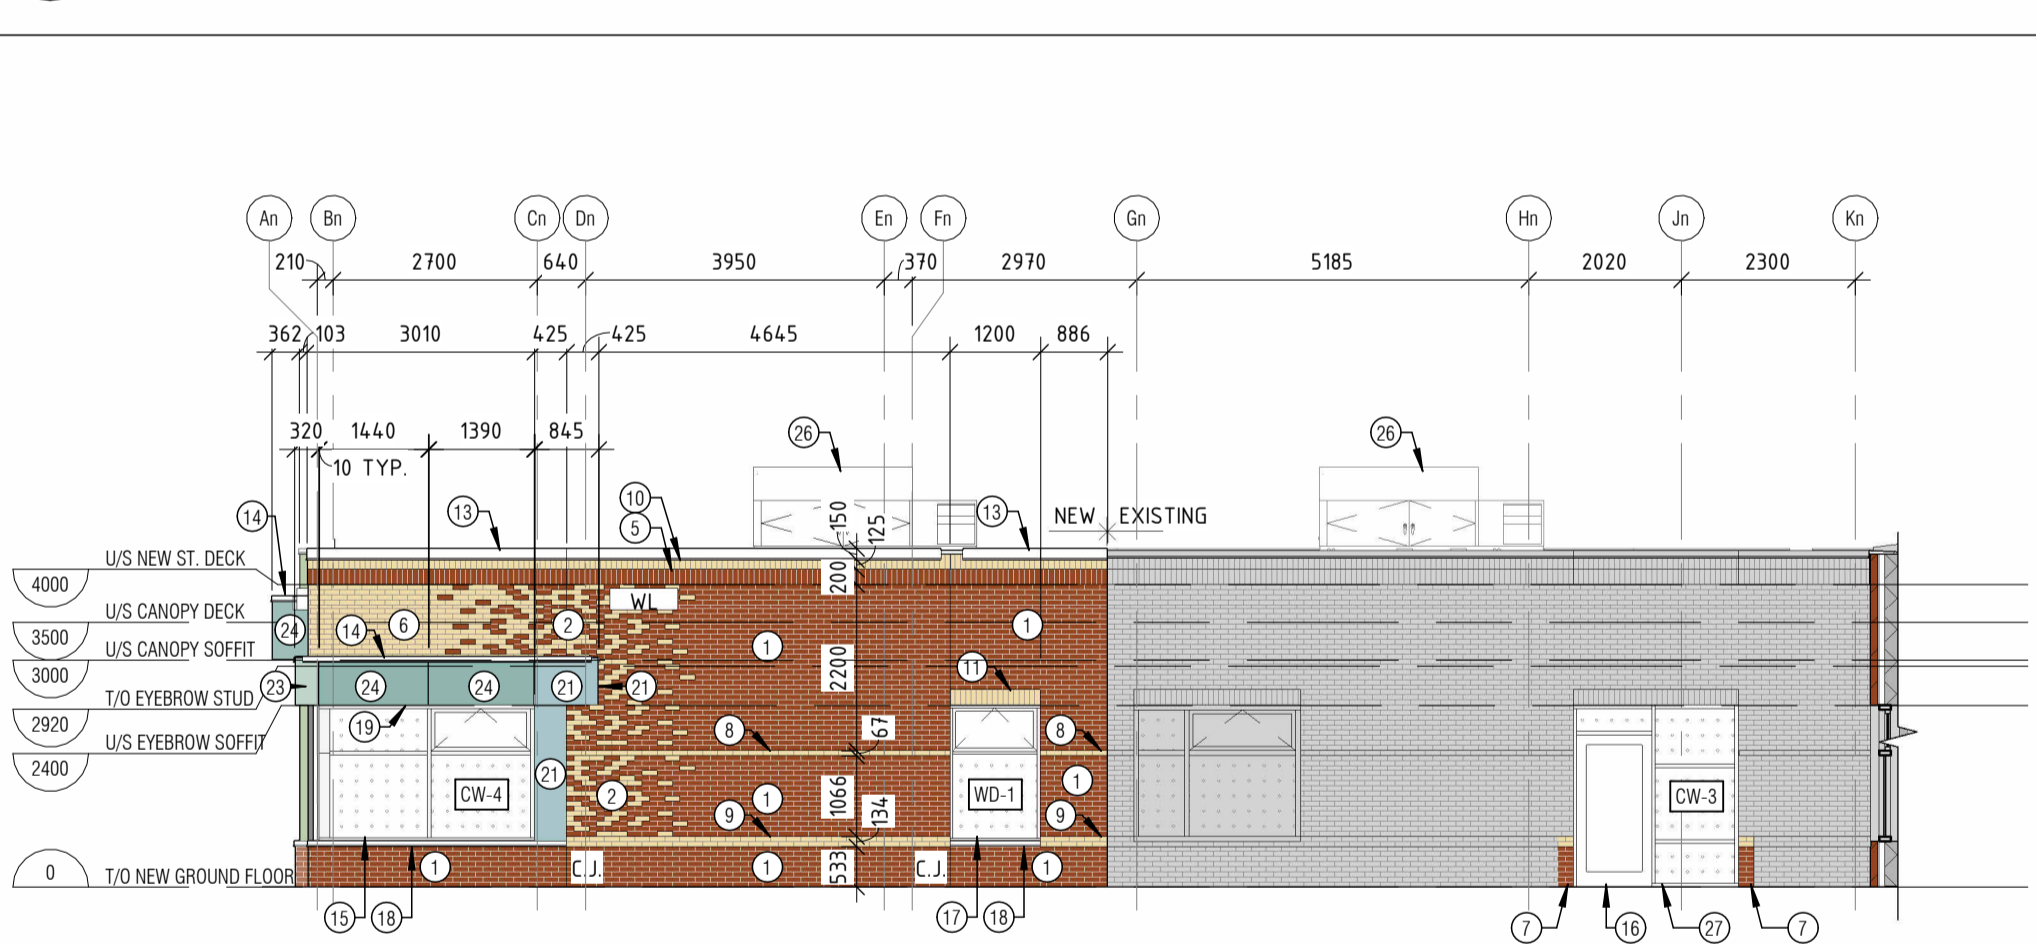 An Bn Cn Dn En Fn Gn Hn Jn Kn
210 2700 640 3950 370 2970 5185 2020 2300
362 103 3010 425 425 4645 1200 886
320 1440 1390 845
10 TYP.
26 26
14 13 10 13
5
150 125
NEW EXISTING
U/S NEW ST. DECK
4000
200
U/S CANOPY DECK
3500
WL
24 14 6 2 1 1
U/S CANOPY SOFFIT
3000
2200
11
23 24 24 21 21
T/O EYEBROW STUD
2920
19
U/S EYEBROW SOFFIT
2400
8 67 8
21 CW-4 2 1 1066 WD-1 1 CW-3
9 134 9
0
T/O NEW GROUND FLOOR
1 C.J. 1 533 C.J. 1
15 18 17 18 7 16 27 7